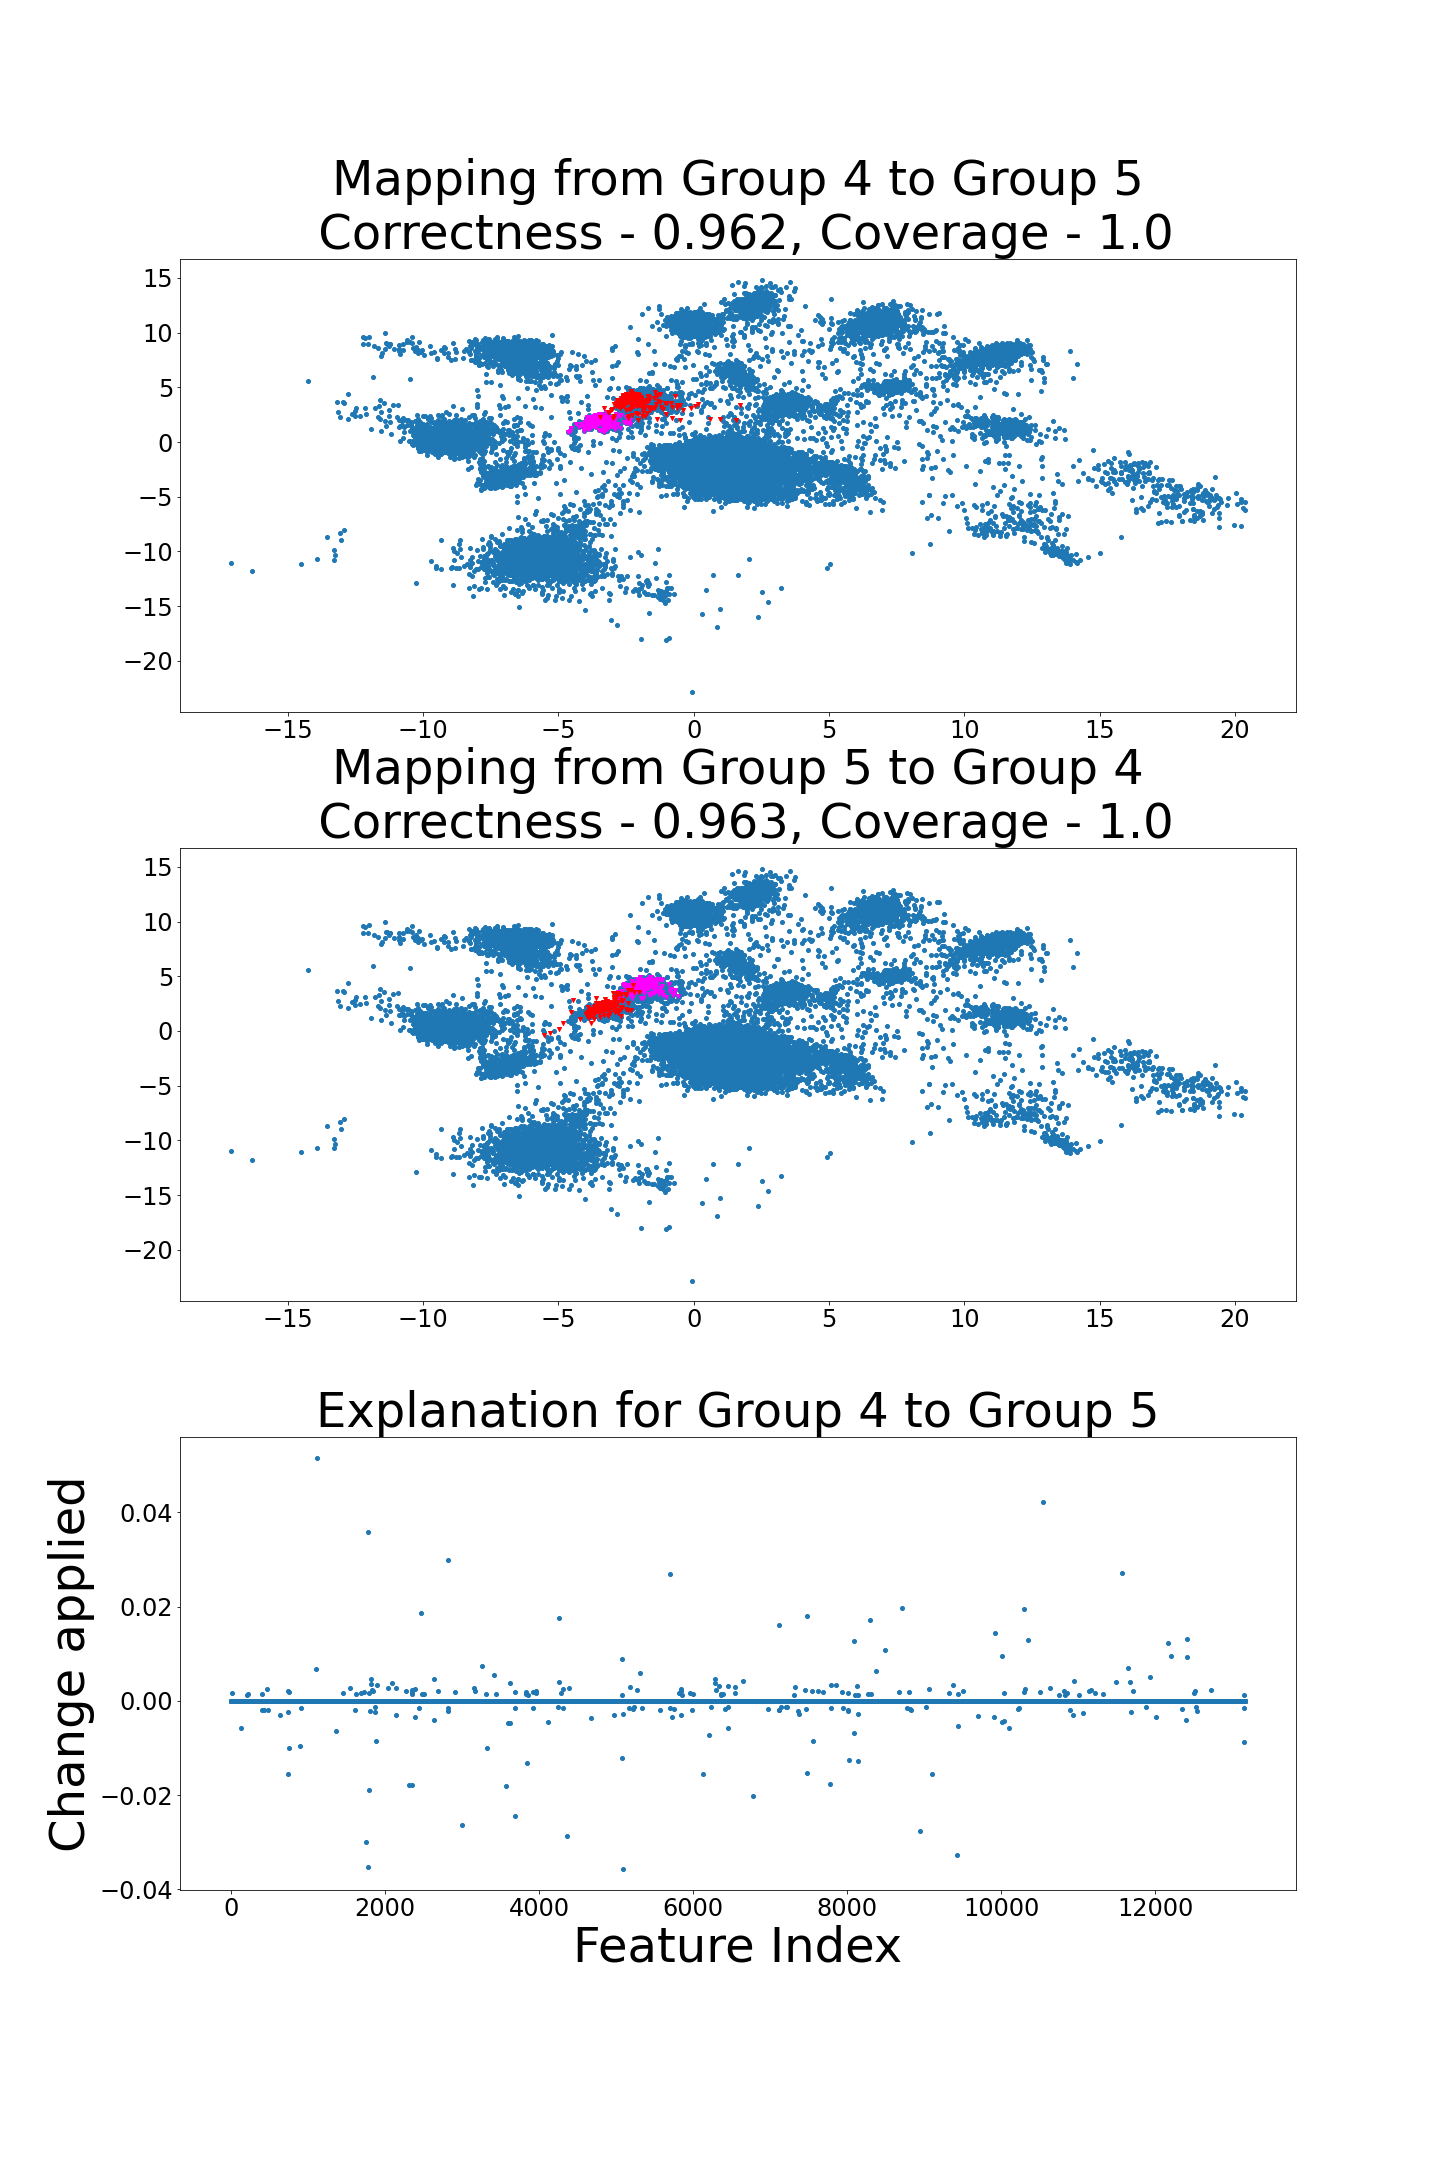 Mapping from Group 4 to Group 5
Correctness - 0.962, Coverage - 1.0
15
10
5
0
−5
−10
−15
−20
−15 −10 −5 0 5 10 15 20
Mapping from Group 5 to Group 4
Correctness - 0.963, Coverage - 1.0
15
10
5
0
−5
−10
−15
−20
−15 −10 −5 0 5 10 15 20
Explanation for Group 4 to Group 5
Change applied
0.04
0.02
0.00
−0.02
−0.04
0 2000 4000 6000 8000 10000 12000
Feature Index